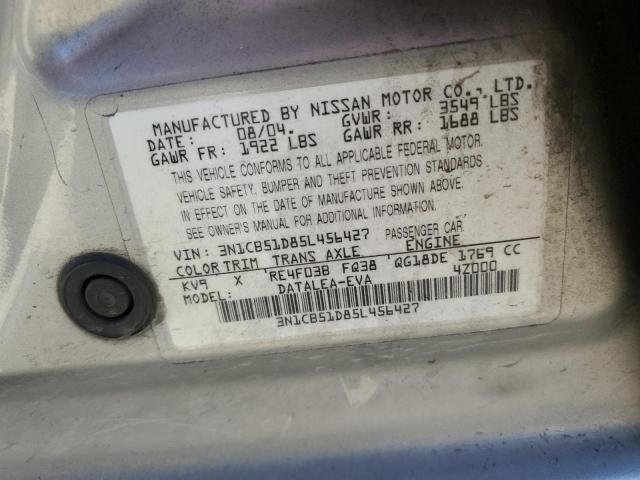 MANUFACTURED BY NISSAN MOTOR CO., LTD.
DATE: 08/04. GVWR: 3549 LBS
GAWR FR: 1922 LBS GAWR RR: 1688 LBS
THIS VEHICLE CONFORMS TO ALL APPLICABLE FEDERAL MOTOR
VEHICLE SAFETY, BUMPER AND THEFT PREVENTION STANDARDS
IN EFFECT ON THE DATE OF MANUFACTURE SHOWN ABOVE.
SEE OWNER'S MANUAL FOR ADDITIONAL INFORMATION.
VIN: 3N1CB51D85L456427 PASSENGER CAR.
COLOR TRIM TRANS AXLE ENGINE
KV9 X RE4F03B FQ38 QG18DE 1769 CC
MODEL: DATALEA-EVA 4Z000
3N1CB51D85L456427